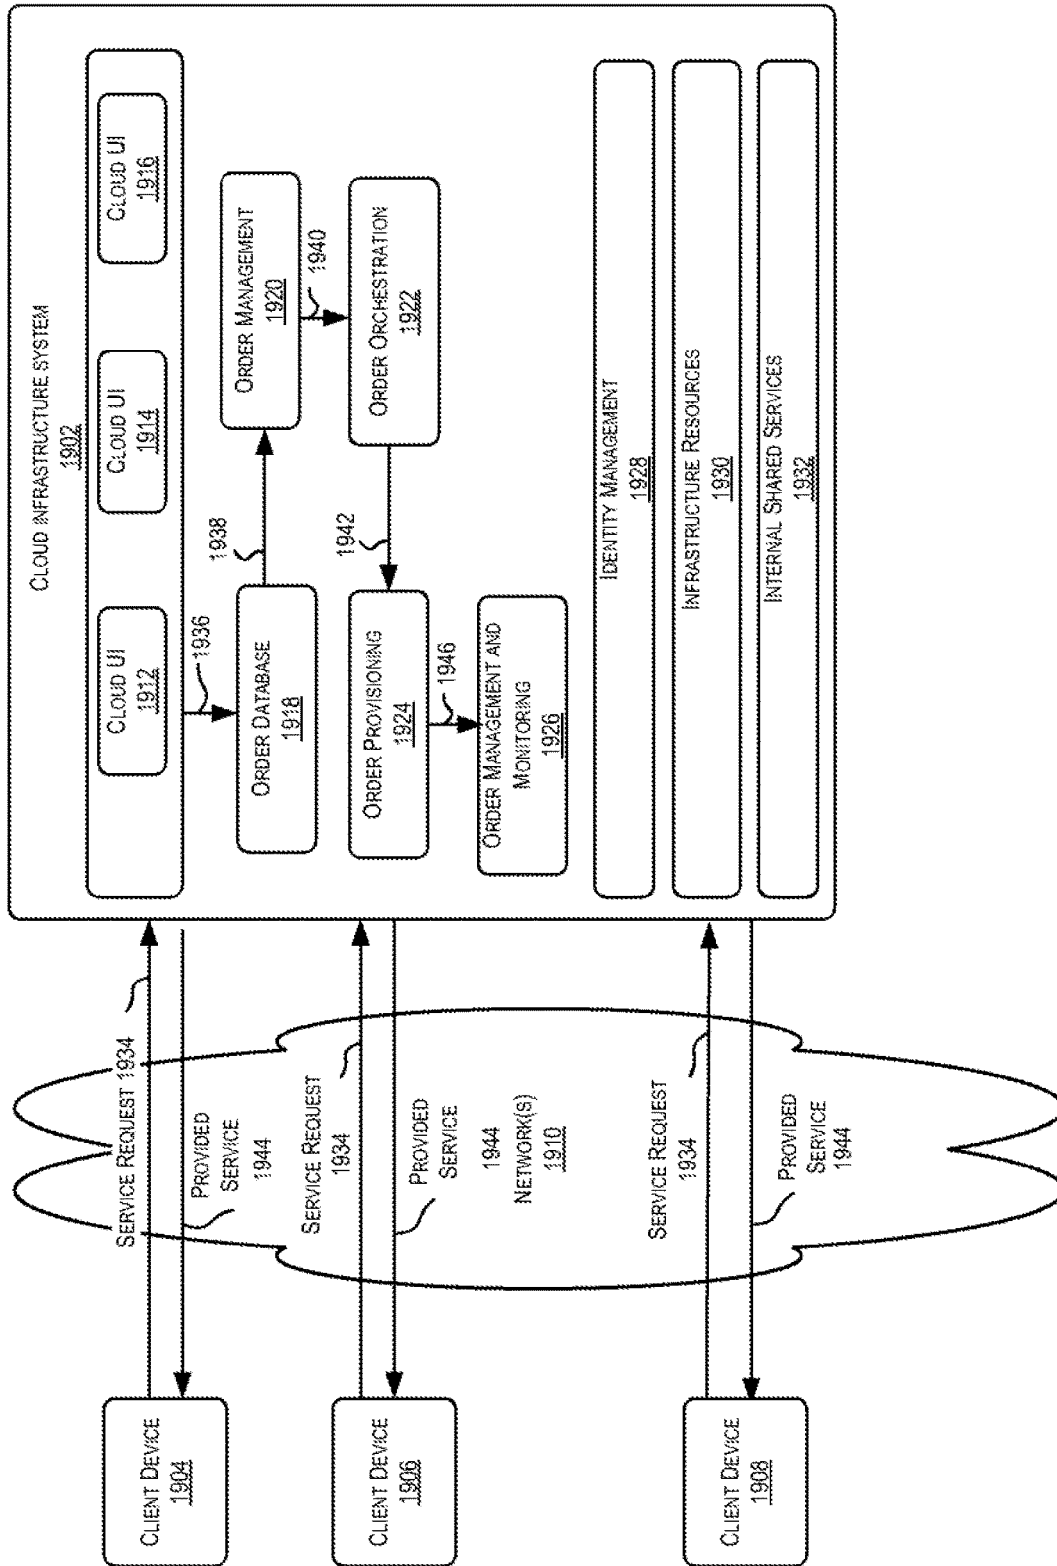 CLOUD INFRASTRUCTURE SYSTEM
1902
CLOUD UI
1912
CLOUD UI
1914
CLOUD UI
1916
1936
ORDER DATABASE
1918
1938
ORDER MANAGEMENT
1920
1940
ORDER ORCHESTRATION
1922
1942
ORDER PROVISIONING
1924
1946
ORDER MANAGEMENT AND
MONITORING
1926
IDENTITY MANAGEMENT
1928
INFRASTRUCTURE RESOURCES
1930
INTERNAL SHARED SERVICES
1932
CLIENT DEVICE
1904
SERVICE REQUEST 1934
PROVIDED
SERVICE
1944
CLIENT DEVICE
1906
SERVICE REQUEST
1934
PROVIDED
SERVICE
1944
NETWORK(S)
1910
CLIENT DEVICE
1908
SERVICE REQUEST
1934
PROVIDED
SERVICE
1944